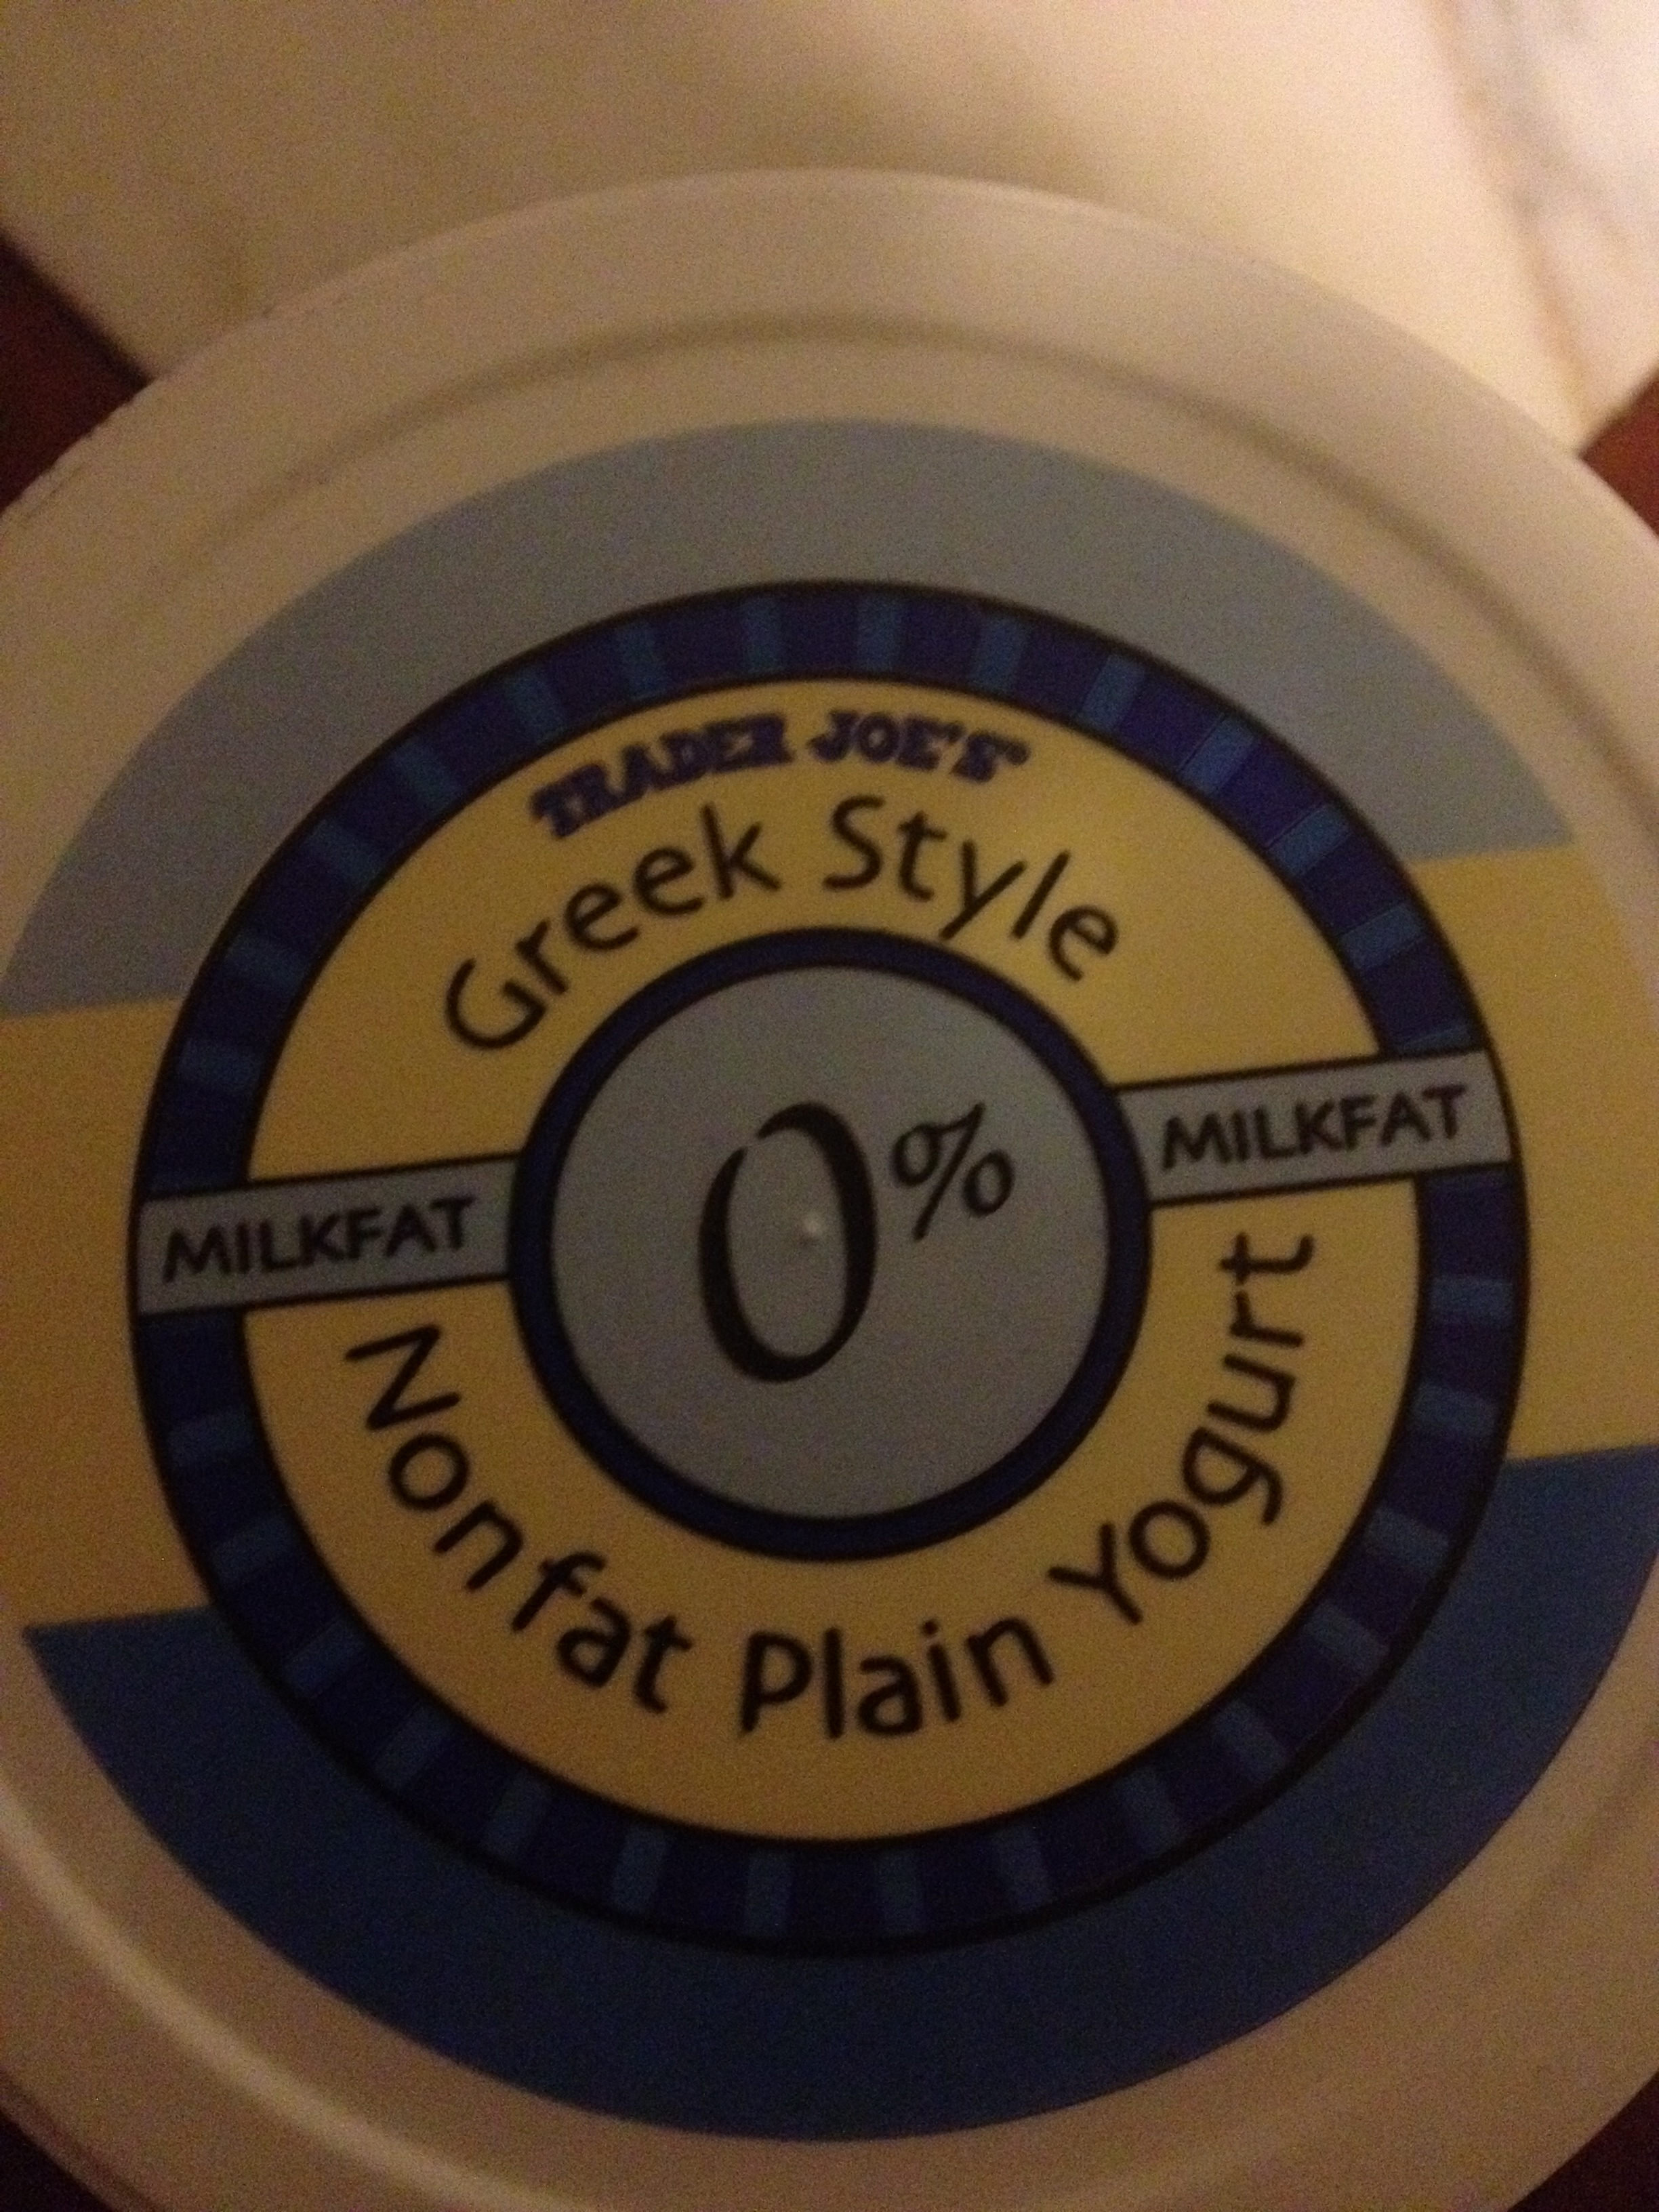 TRADER JOE'S®
Greek Style
MILKFAT 0% MILKFAT
Nonfat Plain Yogurt